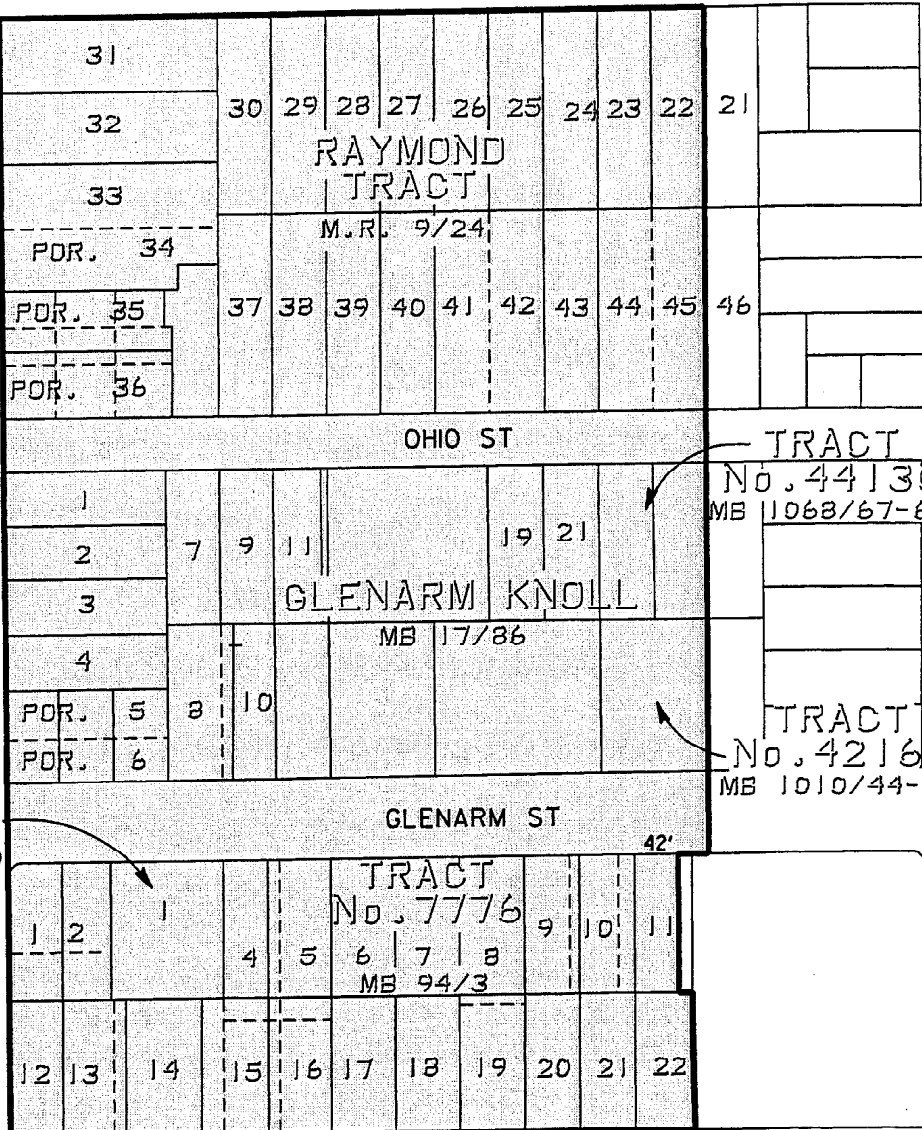 31
32
33
POR. 34
POR. 35
POR. 36
30 29 28 27 26 25 24 23 22 21
RAYMOND
TRACT
M.R. 9/24
37 38 39 40 41 42 43 44 45 46
OHIO ST
TRACT
No. 4413
MB 1068/67-
1
2
3
4
POR. 5
POR. 6
7 9 11 19 21
GLENARM KNOLL
MB 17/86
8 10
TRACT
No. 4216
MB 1010/44-
GLENARM ST
42'
TRACT
No. 7776
1 2 1 4 5 6 7 8 9 10 11
MB 94/3
12 13 14 15 16 17 18 19 20 21 22